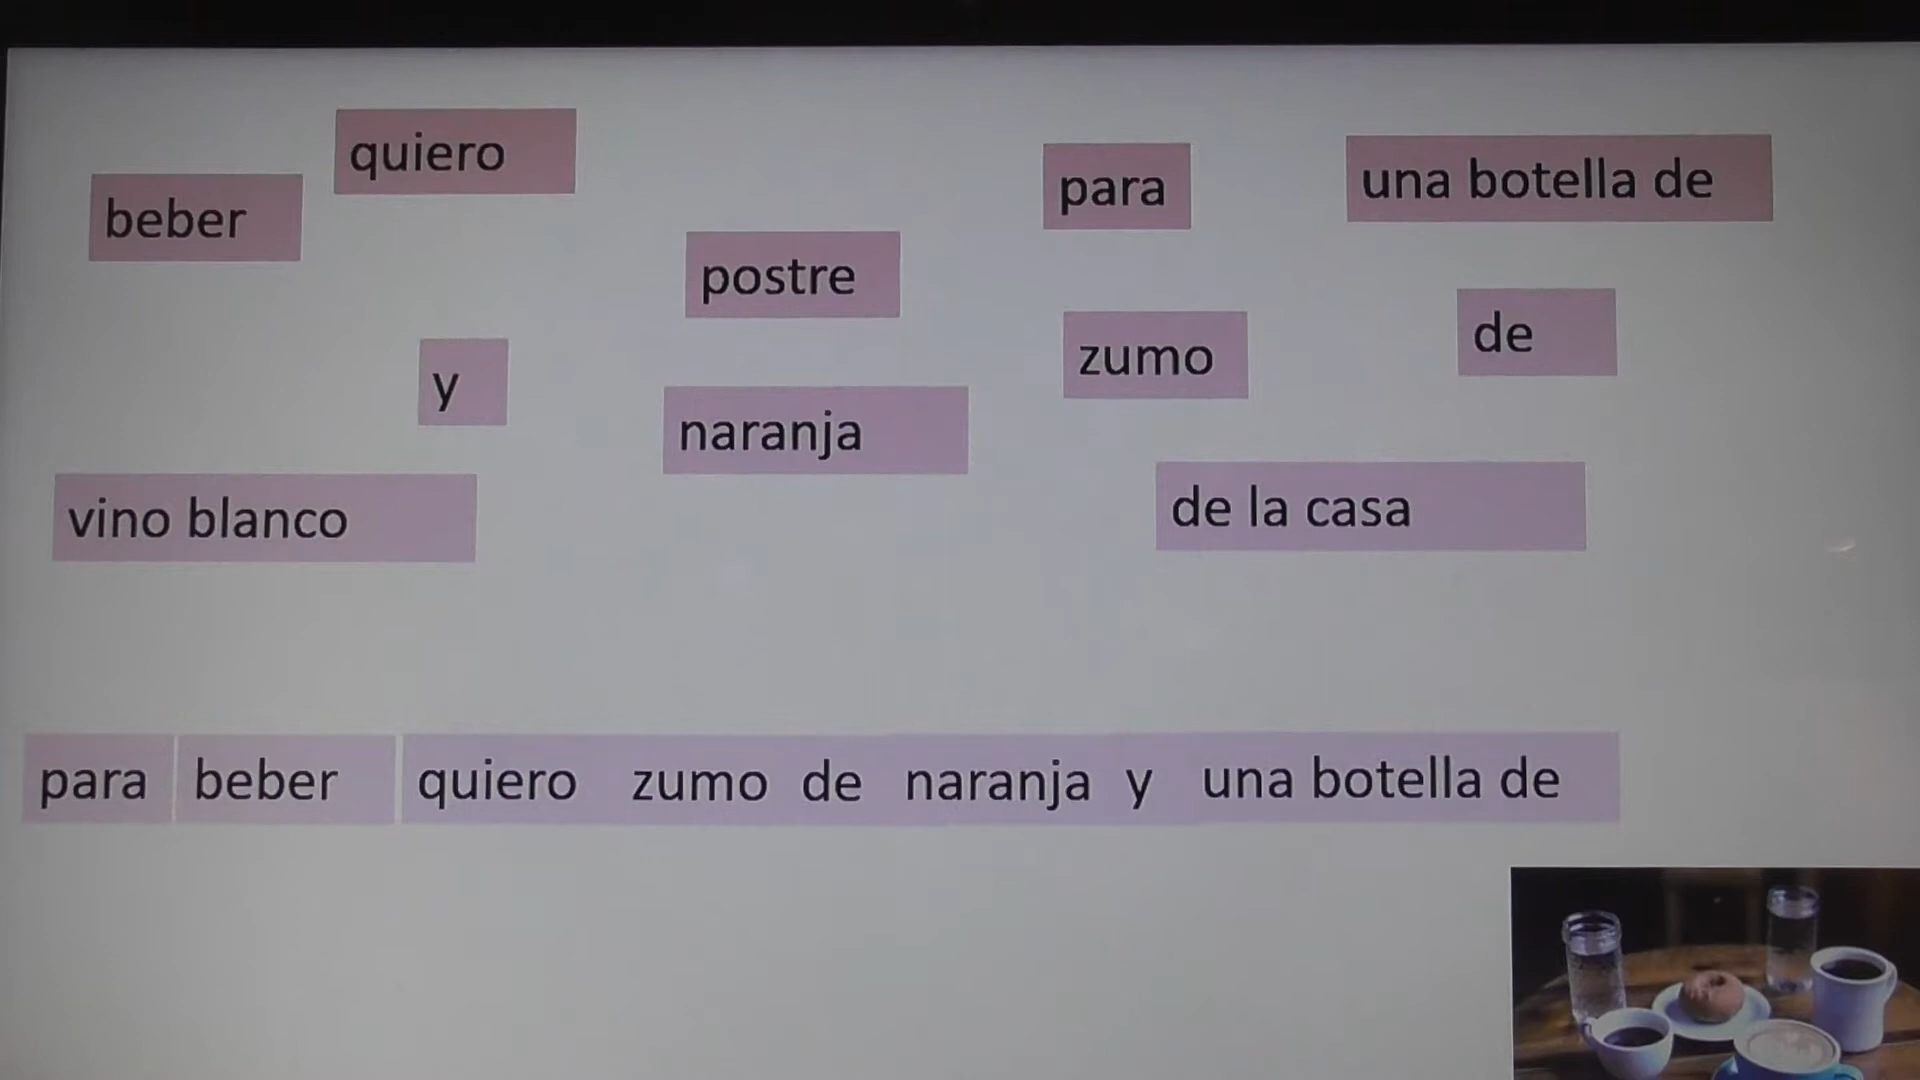 quiero
beber
para
una botella de
postre
zumo
de
y
naranja
vino blanco
de la casa
para beber quiero zumo de naranja y una botella de